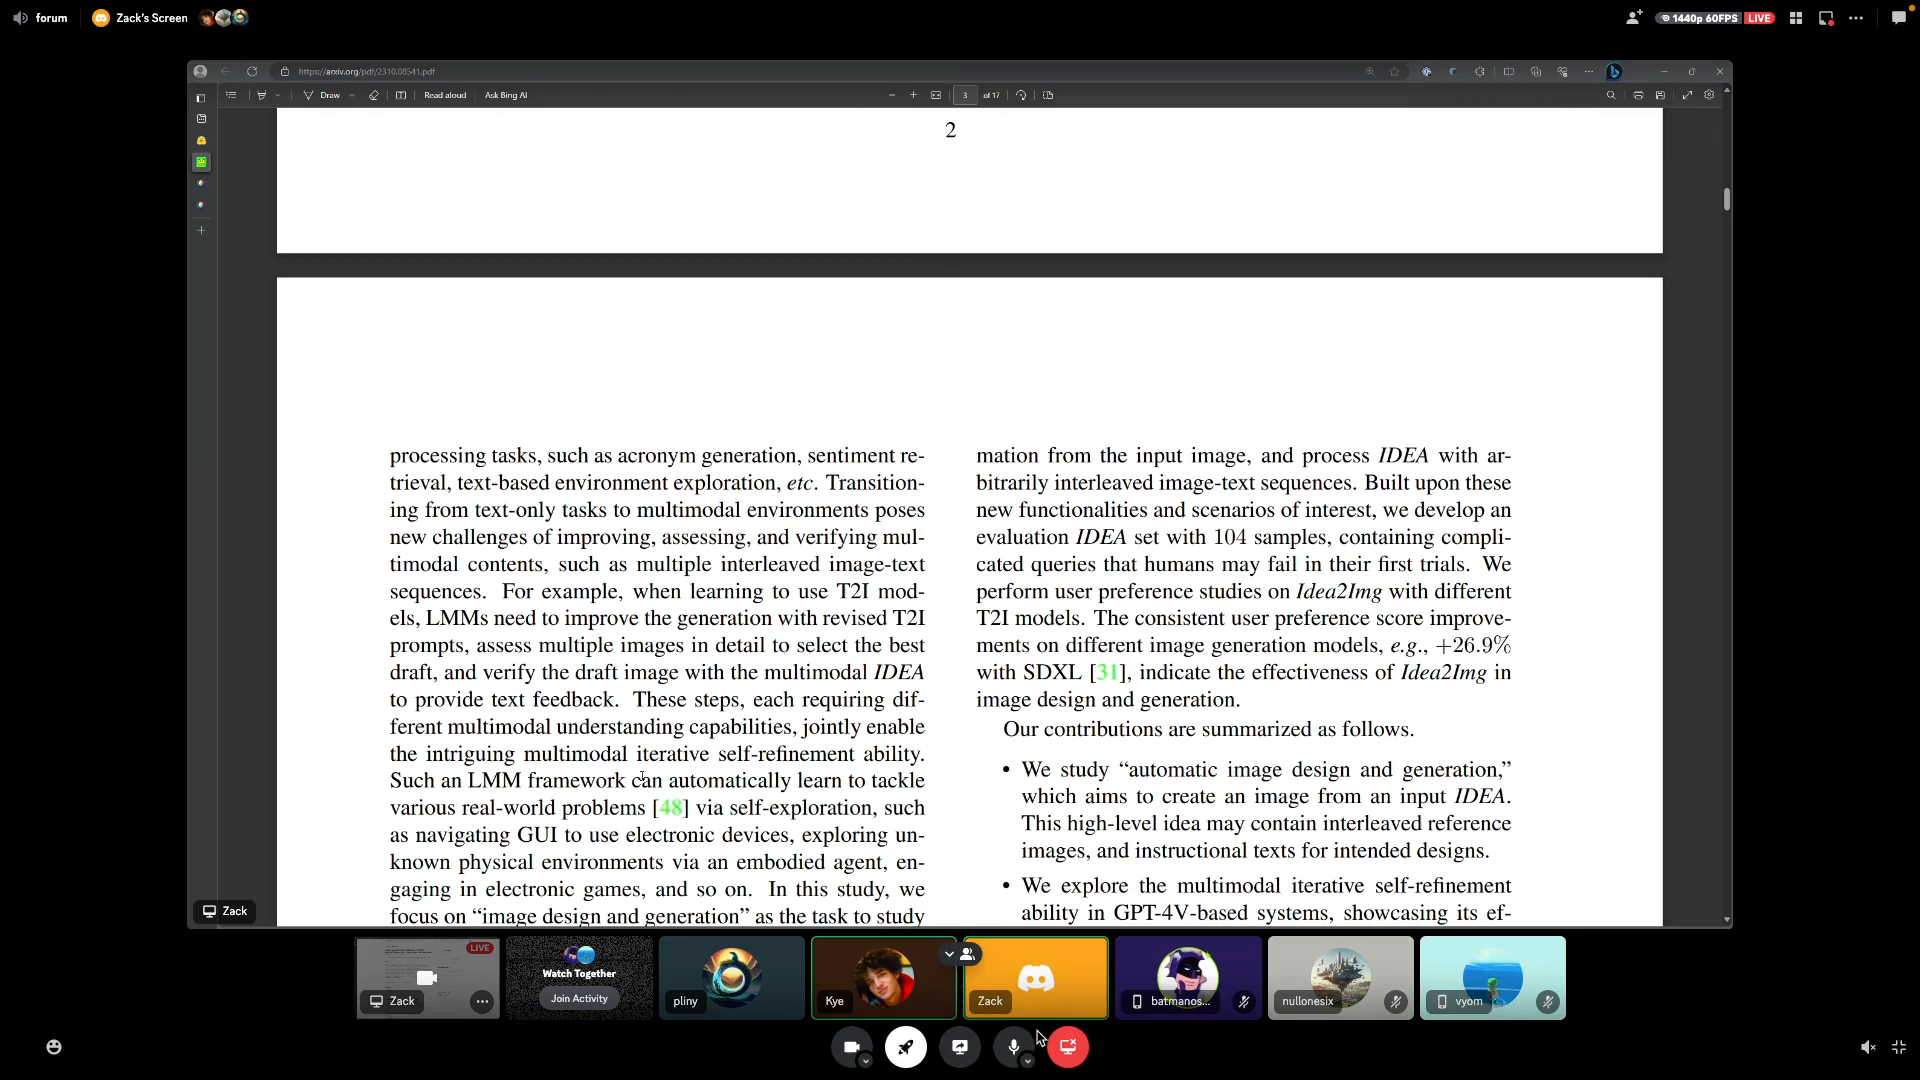 forum
Zack's Screen
1440p 60FPS LIVE
https://arxiv.org/pdf/2310.08541.pdf
Draw
Read aloud
Ask Bing AI
3 of 17
2
processing tasks, such as acronym generation, sentiment re-
trieval, text-based environment exploration, etc. Transition-
ing from text-only tasks to multimodal environments poses
new challenges of improving, assessing, and verifying mul-
timodal contents, such as multiple interleaved image-text
sequences. For example, when learning to use T2I mod-
els, LMMs need to improve the generation with revised T2I
prompts, assess multiple images in detail to select the best
draft, and verify the draft image with the multimodal IDEA
to provide text feedback. These steps, each requiring dif-
ferent multimodal understanding capabilities, jointly enable
the intriguing multimodal iterative self-refinement ability.
Such an LMM framework can automatically learn to tackle
various real-world problems [48] via self-exploration, such
as navigating GUI to use electronic devices, exploring un-
known physical environments via an embodied agent, en-
gaging in electronic games, and so on. In this study, we
focus on “image design and generation” as the task to study
mation from the input image, and process IDEA with ar-
bitrarily interleaved image-text sequences. Built upon these
new functionalities and scenarios of interest, we develop an
evaluation IDEA set with 104 samples, containing compli-
cated queries that humans may fail in their first trials. We
perform user preference studies on Idea2Img with different
T2I models. The consistent user preference score improve-
ments on different image generation models, e.g., +26.9%
with SDXL [31], indicate the effectiveness of Idea2Img in
image design and generation.
Our contributions are summarized as follows.
• We study “automatic image design and generation,”
which aims to create an image from an input IDEA.
This high-level idea may contain interleaved reference
images, and instructional texts for intended designs.
• We explore the multimodal iterative self-refinement
ability in GPT-4V-based systems, showcasing its ef-
Zack
LIVE
Zack
Watch Together
Join Activity
pliny
Kye
Zack
batmanos...
nullonesix
vyom